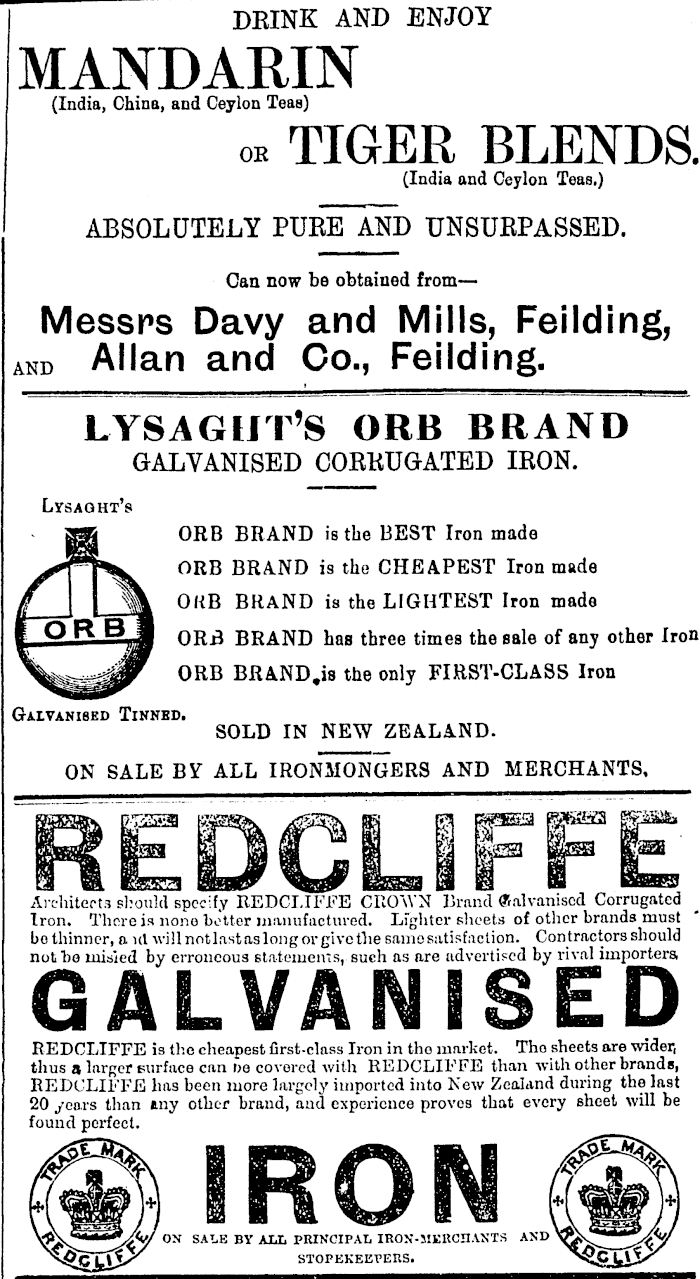 DRINK AND ENJOY
MANDARIN
(India, China, and Ceylon Teas)
OR TIGER BLENDS.
(India and Ceylon Teas.)
ABSOLUTELY PURE AND UNSURPASSED.
Can now be obtained from—
Messrs Davy and Mills, Feilding,
AND Allan and Co., Feilding.
LYSAGHT'S ORB BRAND
GALVANISED CORRUGATED IRON.
LYSAGHT'S
ORB
GALVANISED TINNED.
ORB BRAND is the BEST Iron made
ORB BRAND is the CHEAPEST Iron made
ORB BRAND is the LIGHTEST Iron made
ORB BRAND has three times the sale of any other Iron
ORB BRAND is the only FIRST-CLASS Iron
SOLD IN NEW ZEALAND.
ON SALE BY ALL IRONMONGERS AND MERCHANTS,
REDCLIFFE
Architects should specify REDCLIFFE CROWN Brand Galvanised Corrugated
Iron. There is none better manufactured. Lighter sheets of other brands must
be thinner, and will not last as long or give the same satisfaction. Contractors should
not be misled by erroneous statements, such as are advertised by rival importers,
GALVANISED
REDCLIFFE is the cheapest first-class Iron in the market. The sheets are wider,
thus a larger surface can be covered with REDCLIFFE than with other brands,
REDCLIFFE has been more largely imported into New Zealand during the last
20 years than any other brand, and experience proves that every sheet will be
found perfect.
TRADE MARK
REDCLIFFE
IRON
TRADE MARK
REDCLIFFE
ON SALE BY ALL PRINCIPAL IRON-MERCHANTS AND
STOPEKEEPERS.